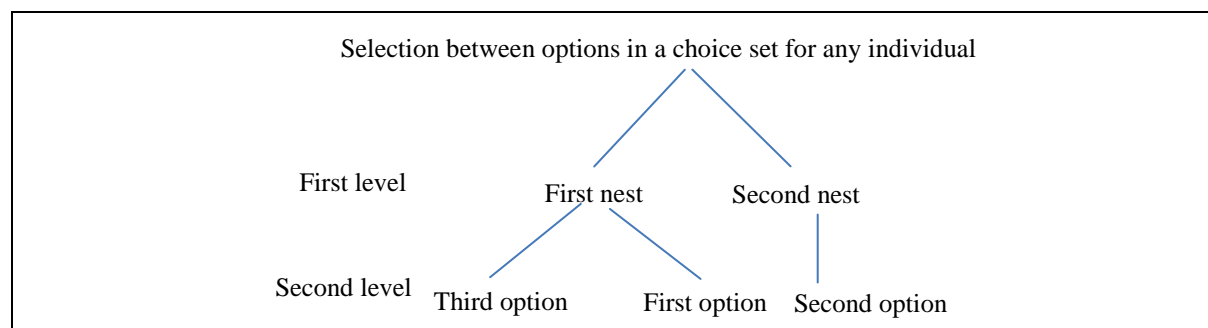 Selection between options in a choice set for any individual
First level First nest Second nest
Second level Third option First option Second option